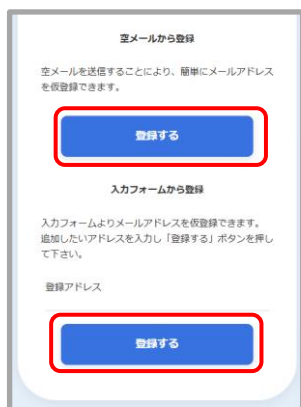 空メールから登録
空メールを送信することにより、簡単にメールアドレス
を仮登録できます。
登録する
入力フォームから登録
入力フォームよりメールアドレスを仮登録できます。
追加したいアドレスを入力し「登録する」ボタンを押し
て下さい。
登録アドレス
登録する